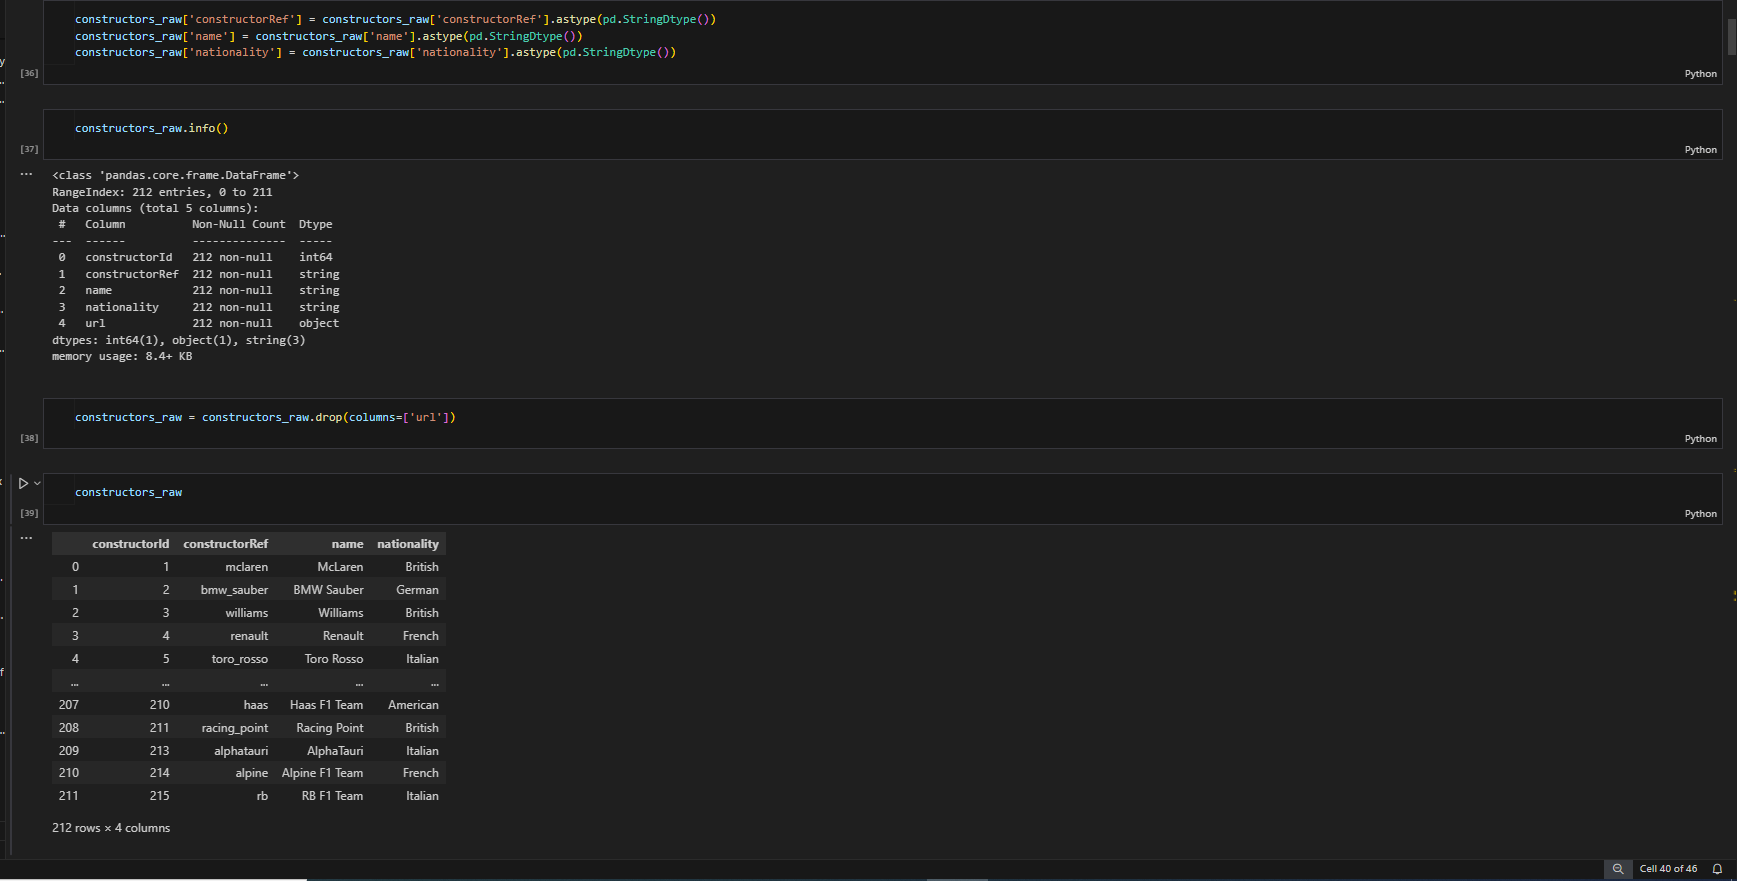 constructors_raw['constructorRef'] = constructors_raw['constructorRef'].astype(pd.StringDtype())
constructors_raw['name'] = constructors_raw['name'].astype(pd.StringDtype())
constructors_raw['nationality'] = constructors_raw['nationality'].astype(pd.StringDtype())
[36]
Python
constructors_raw.info()
[37]
Python
<class 'pandas.core.frame.DataFrame'>
RangeIndex: 212 entries, 0 to 211
Data columns (total 5 columns):
 #   Column          Non-Null Count  Dtype
---  ------          --------------  -----
 0   constructorId   212 non-null    int64
 1   constructorRef  212 non-null    string
 2   name            212 non-null    string
 3   nationality     212 non-null    string
 4   url             212 non-null    object
dtypes: int64(1), object(1), string(3)
memory usage: 8.4+ KB
constructors_raw = constructors_raw.drop(columns=['url'])
[38]
Python
constructors_raw
[39]
Python
constructorId constructorRef name nationality
0 1 mclaren McLaren British
1 2 bmw_sauber BMW Sauber German
2 3 williams Williams British
3 4 renault Renault French
4 5 toro_rosso Toro Rosso Italian
... ... ... ... ...
207 210 haas Haas F1 Team American
208 211 racing_point Racing Point British
209 213 alphatauri AlphaTauri Italian
210 214 alpine Alpine F1 Team French
211 215 rb RB F1 Team Italian
212 rows × 4 columns
Cell 40 of 46